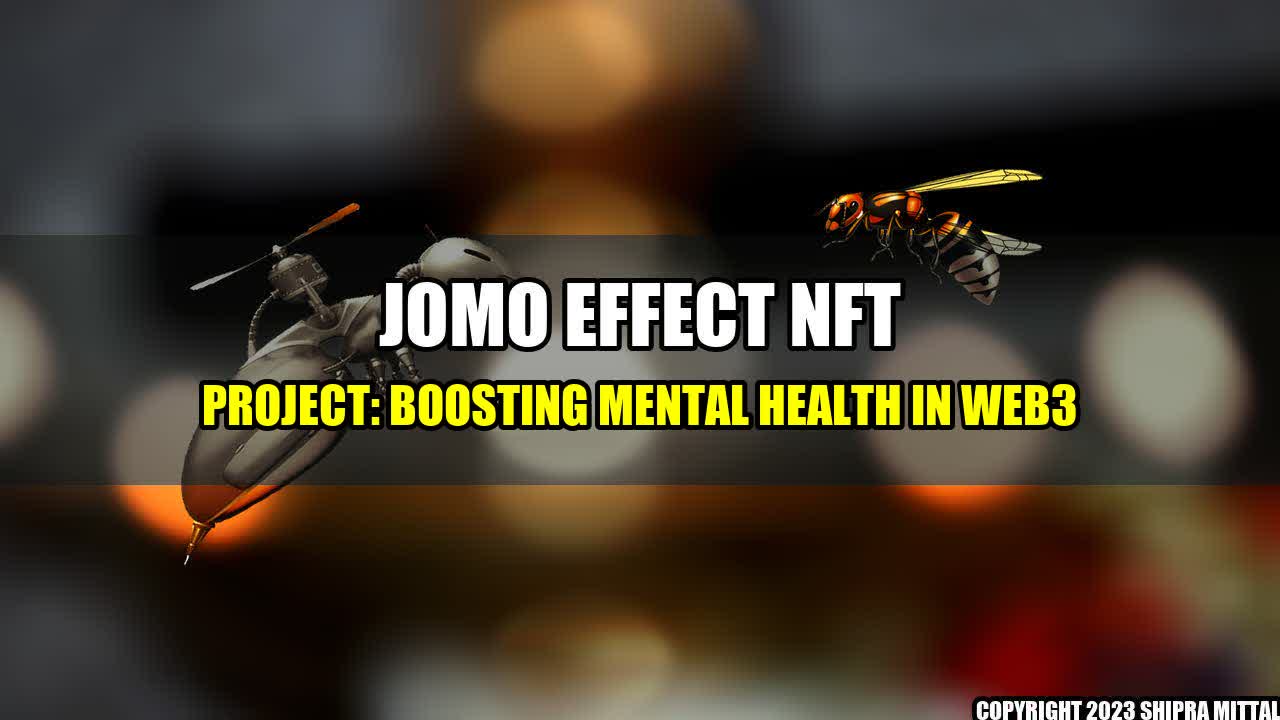 JOMO EFFECT NFT
PROJECT: BOOSTING MENTAL HEALTH IN WEB3
COPYRIGHT 2023 SHIPRA MITTAL